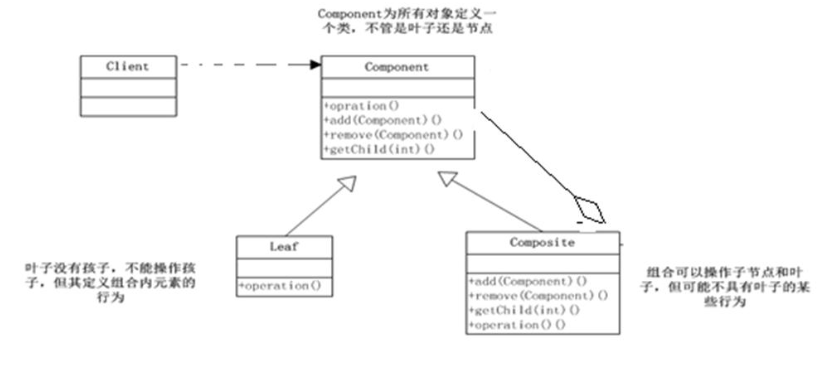 Component为所有对象定义一
个类，不管是叶子还是节点
Client
Component
+opration()
+add(Component)()
+remove(Component)()
+getChild(int)()
Leaf
+operation()
叶子没有孩子，不能操作孩
子，但其定义组合内元素的
行为
Composite
+add(Component)()
+remove(Component)()
+getChild(int)()
+operation()()
组合可以操作子节点和叶
子，但可能不具有叶子的某
些行为